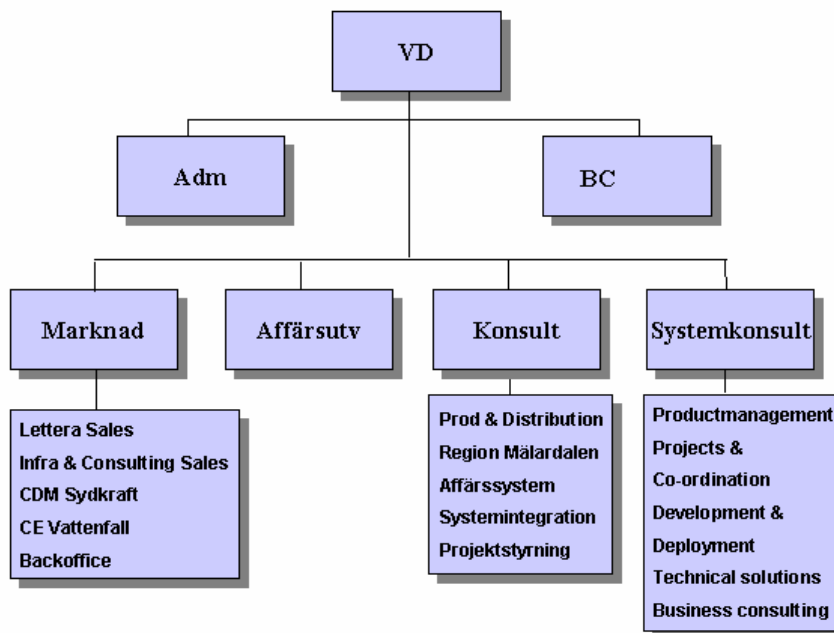 VD
Adm
BC
Marknad
Affärsutv
Konsult
Systemkonsult
Lettera Sales
Infra & Consulting Sales
CDM Sydkraft
CE Vattenfall
Backoffice
Prod & Distribution
Region Mälardalen
Affärssystem
Systemintegration
Projektstyrning
Productmanagement
Projects &
Co-ordination
Development &
Deployment
Technical solutions
Business consulting